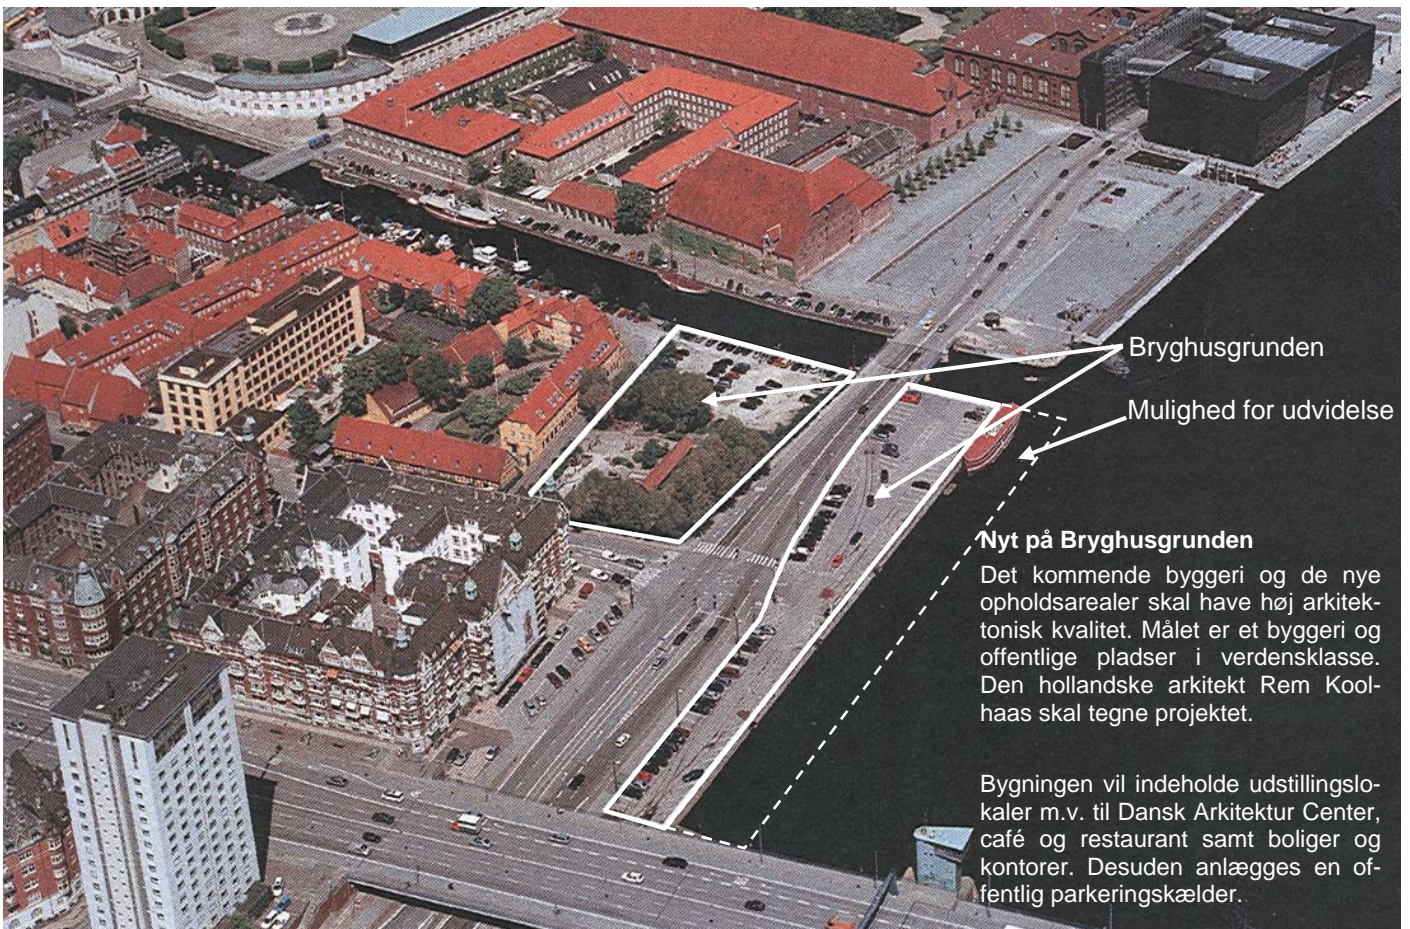 Bryghusgrunden
Mulighed for udvidelse
Nyt på Bryghusgrunden
Det kommende byggeri og de nye
opholdsarealer skal have høj arkitek-
tonisk kvalitet. Målet er et byggeri og
offentlige pladser i verdensklasse.
Den hollandske arkitekt Rem Kool-
haas skal tegne projektet.
Bygningen vil indeholde udstillingslo-
kaler m.v. til Dansk Arkitektur Center,
café og restaurant samt boliger og
kontorer. Desuden anlægges en of-
fentlig parkeringskælder.